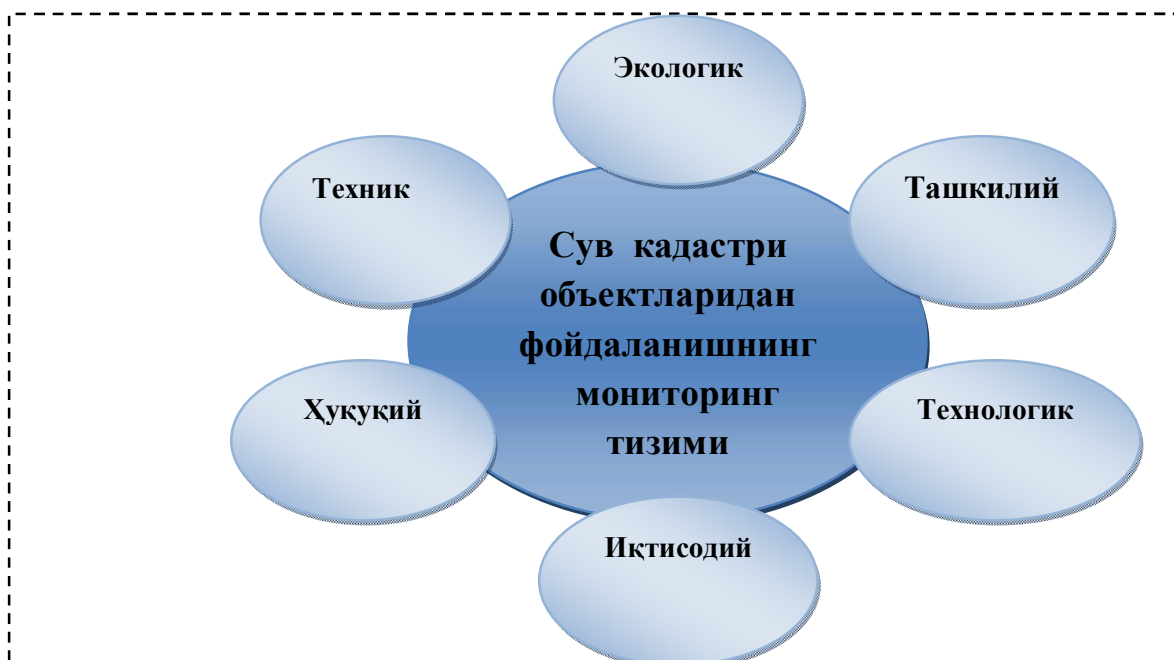 Экологик
Техник
Ташкилий
Сув кадастри
объектларидан
фойдаланишнинг
мониторинг
тизими
Ҳуқуқий
Технологик
Иқтисодий